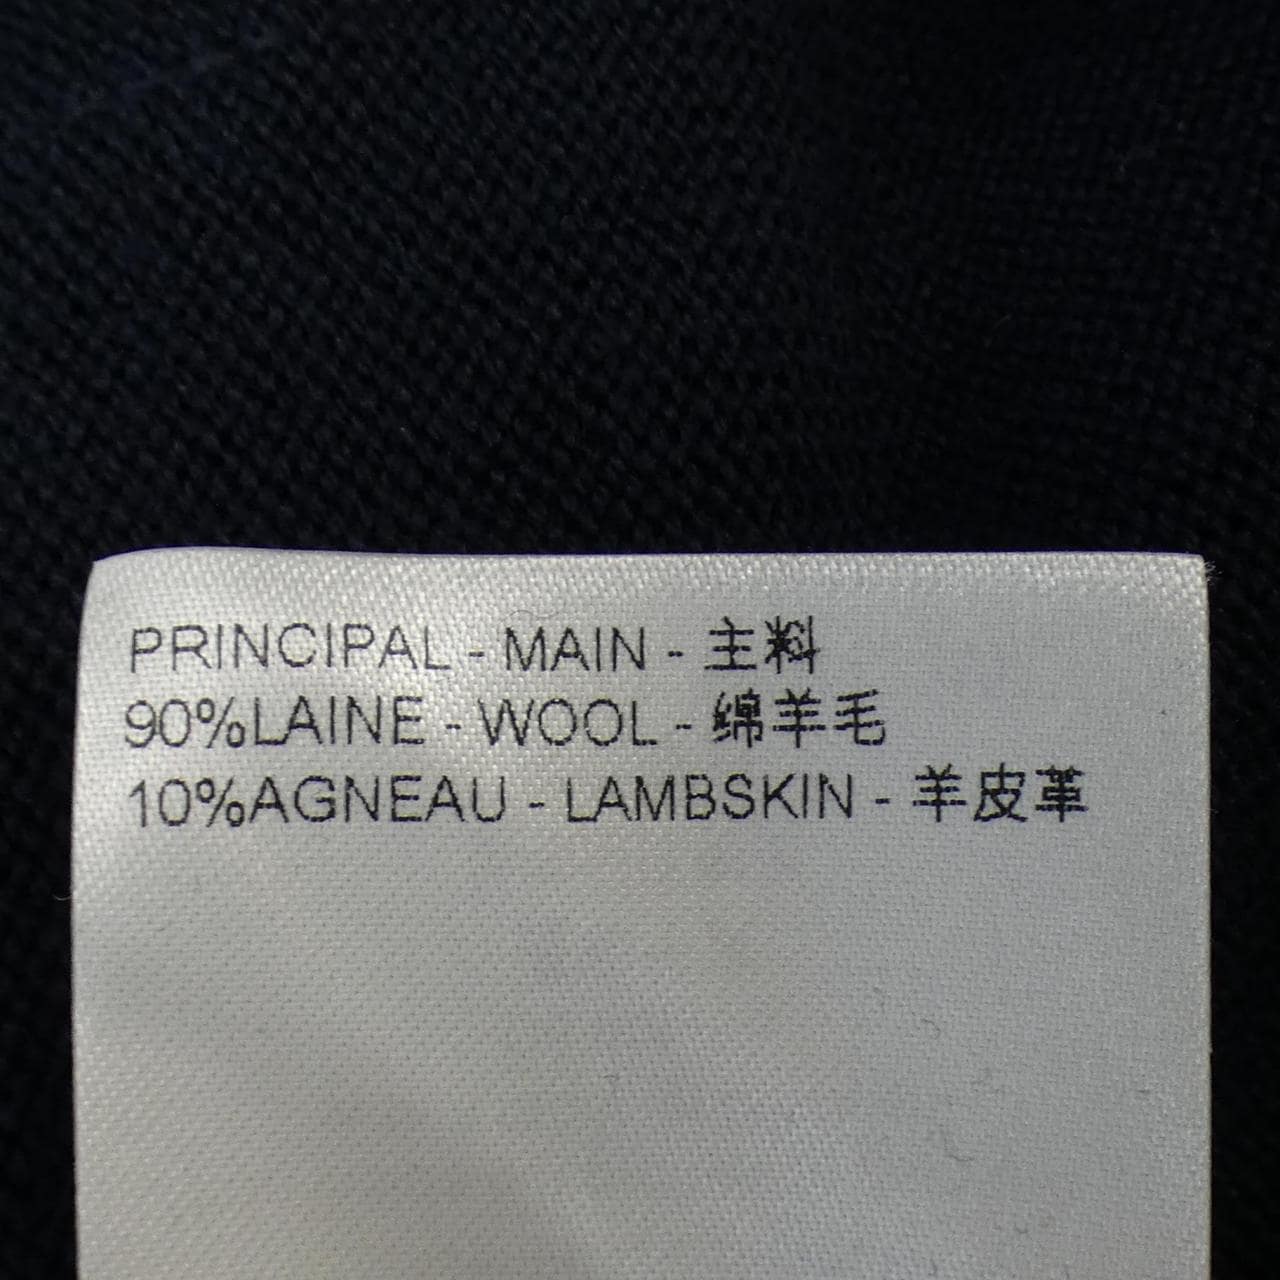 PRINCIPAL - MAIN - 主料
90%LAINE - WOOL - 绵羊毛
10%AGNEAU - LAMBSKIN - 羊皮革